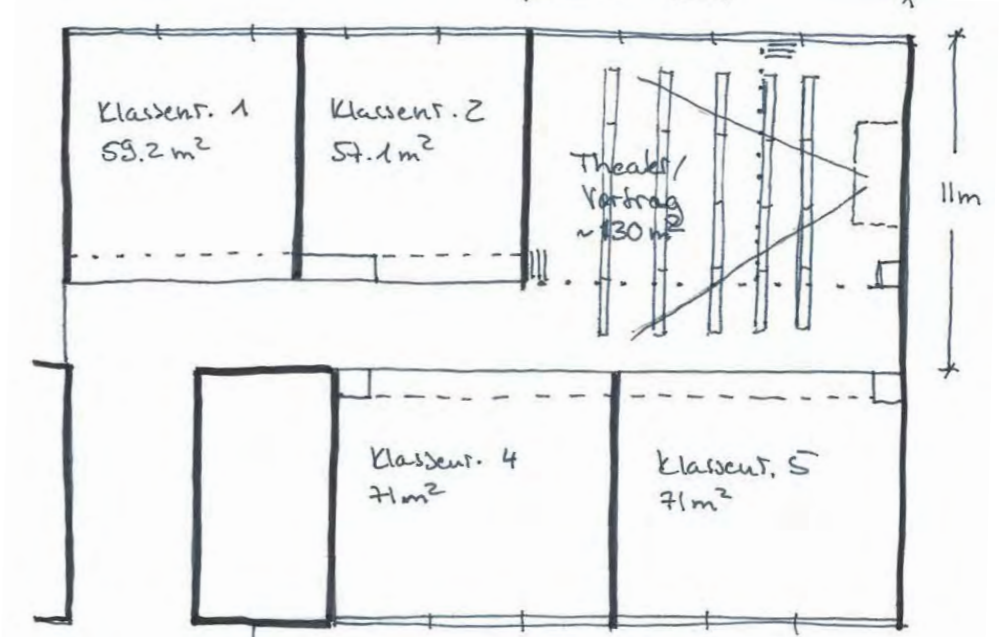 Klassenr. 1
59.2 m²
Klassenr. 2
57.1 m²
Theater/
Vortrag
~130 m²
11m
Klassenr. 4
71m²
Klassenr. 5
71m²